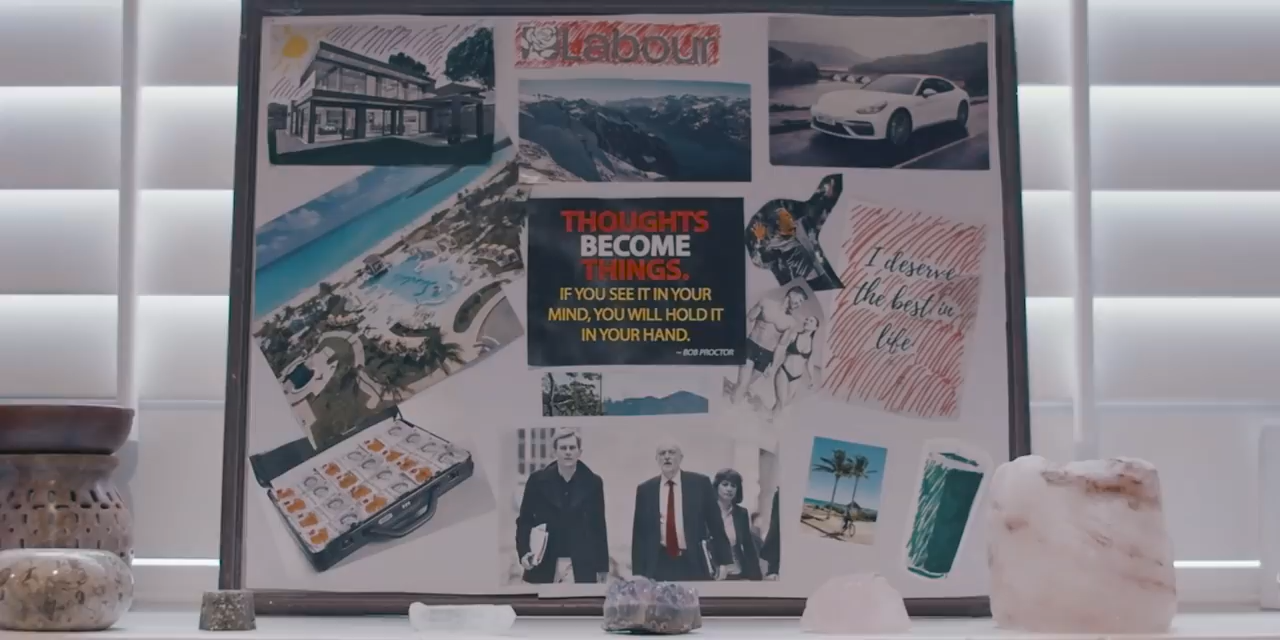 Labour
THOUGHTS
BECOME
THINGS.
IF YOU SEE IT IN YOUR
MIND, YOU WILL HOLD IT
IN YOUR HAND.
– BOB PROCTOR
I deserve
the best in
life